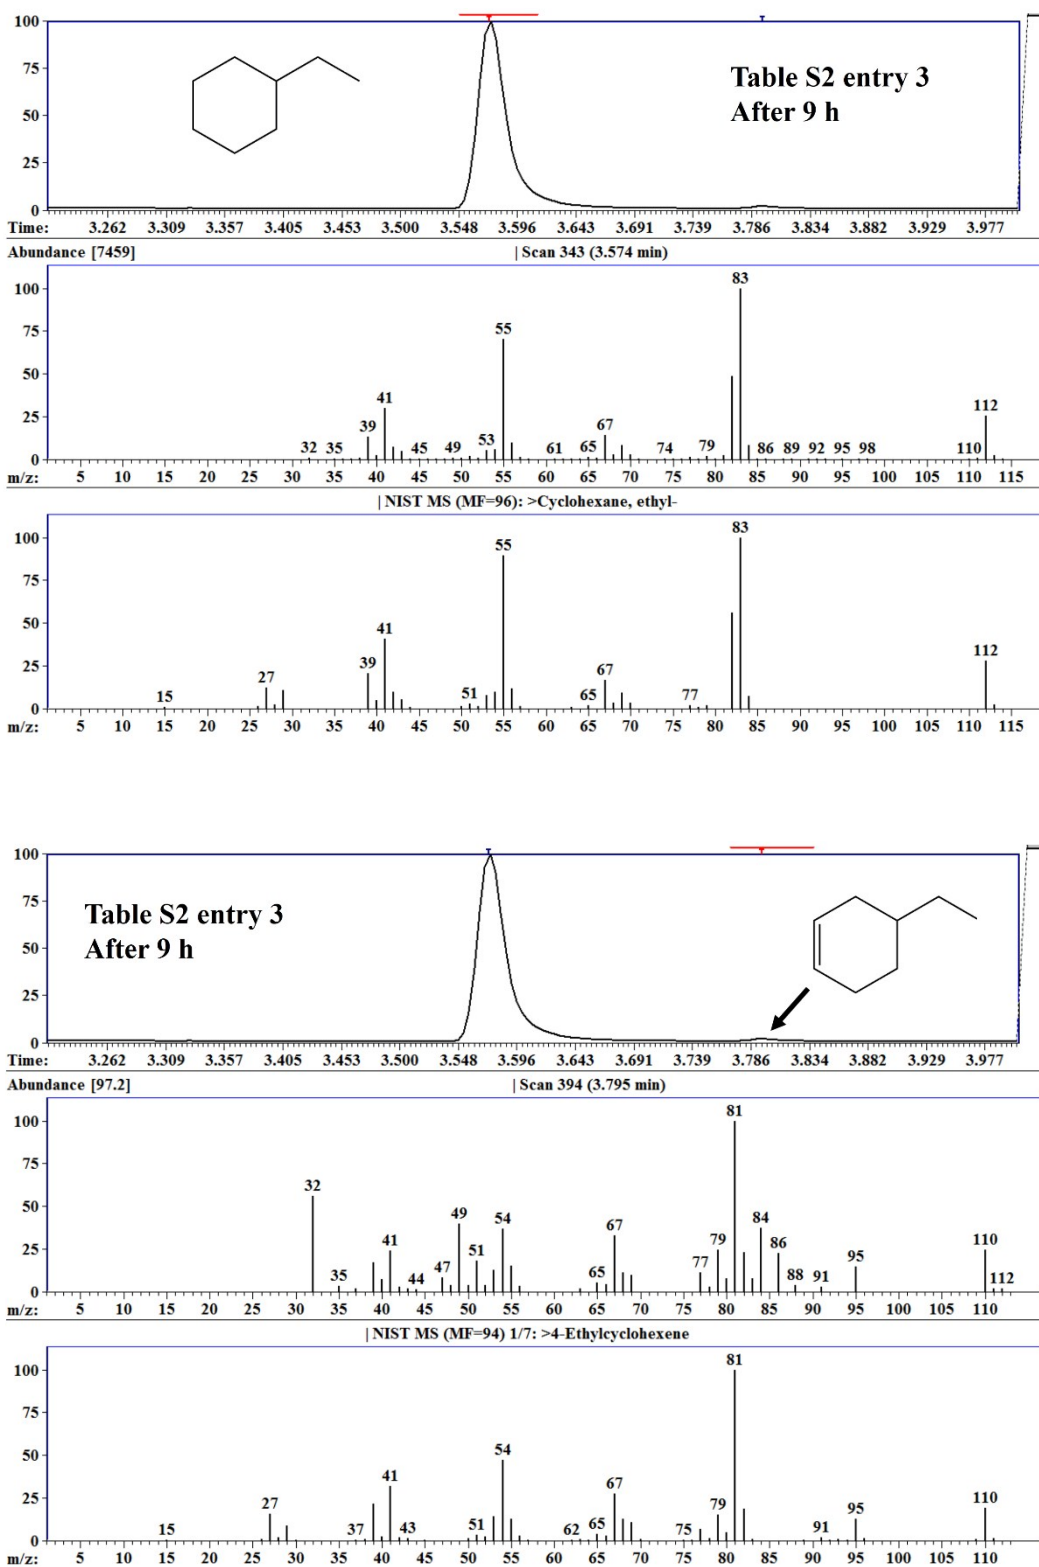 100
Table S2 entry 3
75
After 9 h
50
25
0
Time: 3.262 3.309 3.357 3.405 3.453 3.500 3.548 3.596 3.643 3.691 3.739 3.786 3.834 3.882 3.929 3.977
Abundance [7459] | Scan 343 (3.574 min)
100 83
75 55
50
41
25 39 67 112
32 35 45 49 53 61 65 74 79 86 89 92 95 98 110
0
m/z: 5 10 15 20 25 30 35 40 45 50 55 60 65 70 75 80 85 90 95 100 105 110 115
| NIST MS (MF=96): >Cyclohexane, ethyl-
100 83
55
75
50 41
39 112
25 27 67
15 51 65 77
0
m/z: 5 10 15 20 25 30 35 40 45 50 55 60 65 70 75 80 85 90 95 100 105 110 115
100
75
Table S2 entry 3
After 9 h
50
25
0
Time: 3.262 3.309 3.357 3.405 3.453 3.500 3.548 3.596 3.643 3.691 3.739 3.786 3.834 3.882 3.929 3.977
Abundance [97.2] | Scan 394 (3.795 min)
100 81
75
32
50 49 54
41 67 84
25 47 51 79 86 110
35 44 65 77 88 91 95 112
0
m/z: 5 10 15 20 25 30 35 40 45 50 55 60 65 70 75 80 85 90 95 100 105 110
| NIST MS (MF=94) 1/7: >4-Ethylcyclohexene
100 81
75
50 54
41
25 27 67 79 110
15 37 43 51 62 65 75 91 95
0
m/z: 5 10 15 20 25 30 35 40 45 50 55 60 65 70 75 80 85 90 95 100 105 110